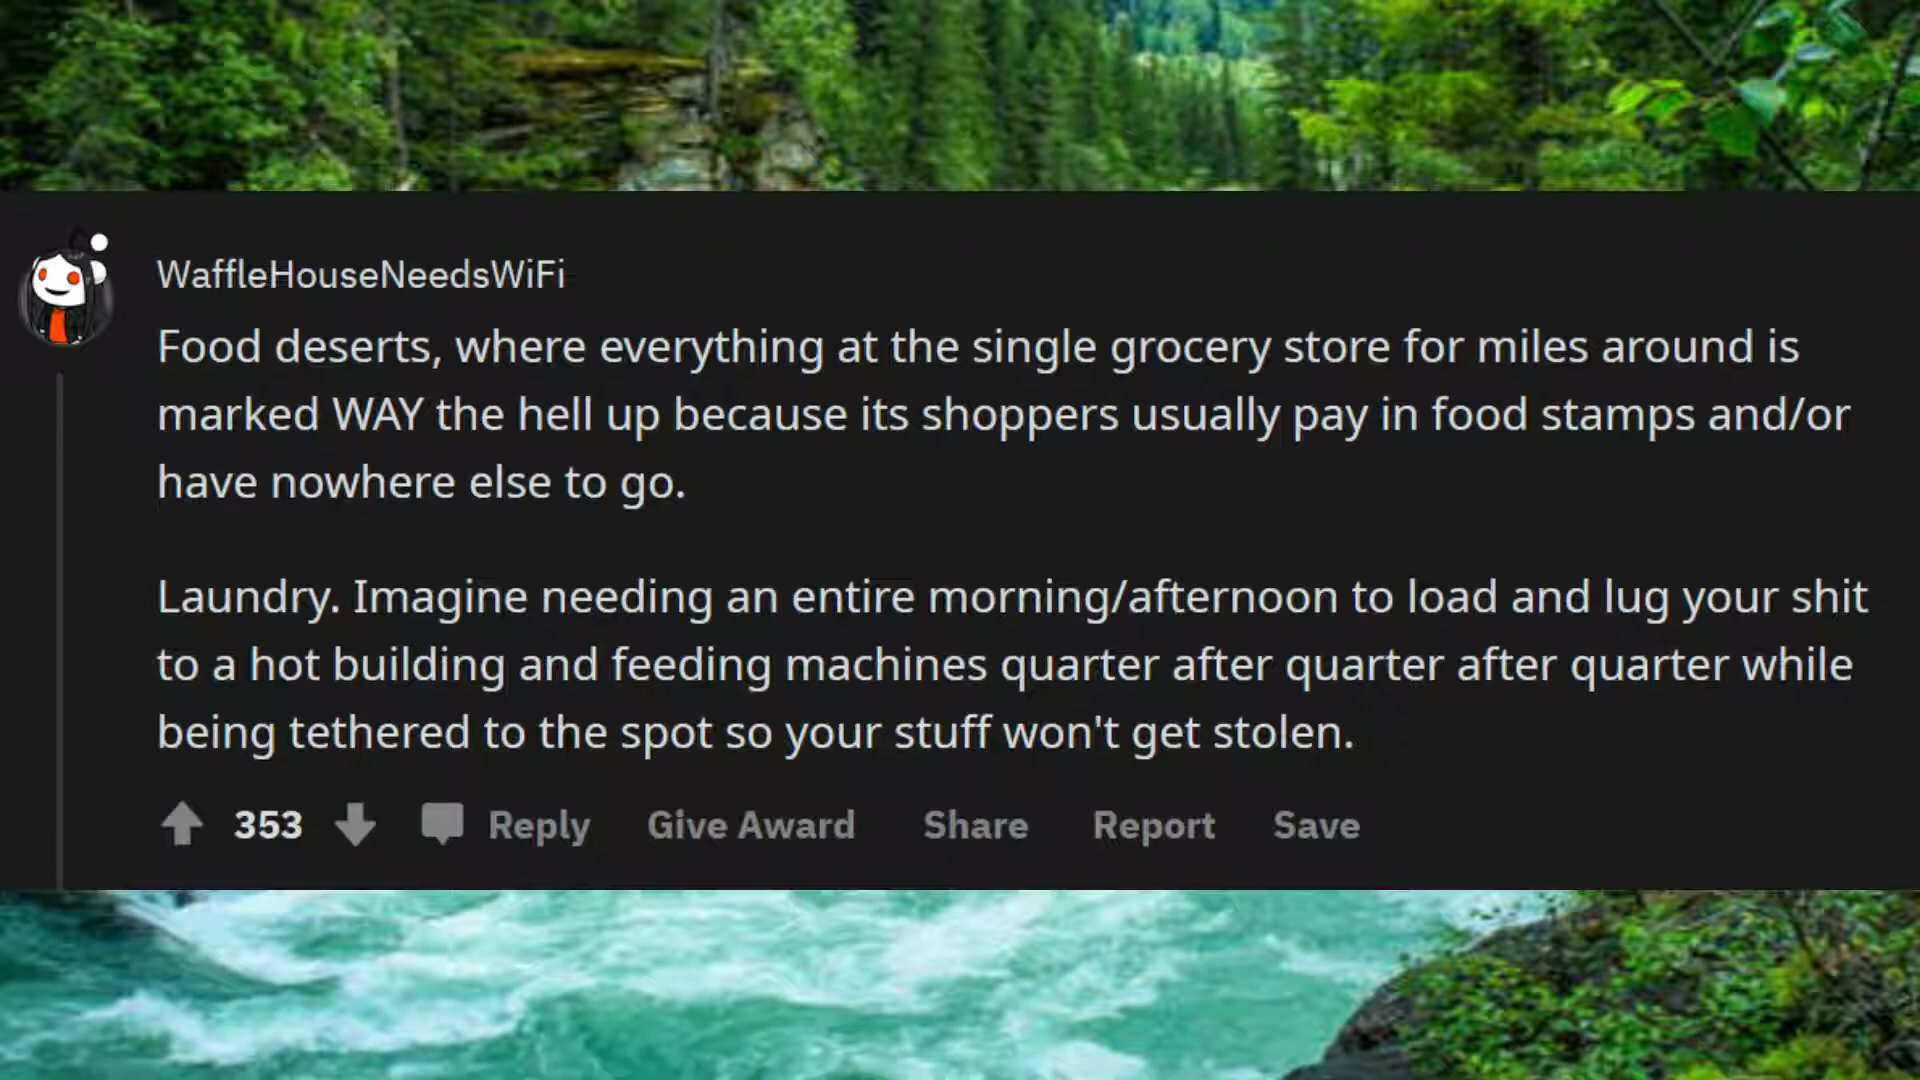 WaffleHouseNeedsWiFi
Food deserts, where everything at the single grocery store for miles around is
marked WAY the hell up because its shoppers usually pay in food stamps and/or
have nowhere else to go.
Laundry. Imagine needing an entire morning/afternoon to load and lug your shit
to a hot building and feeding machines quarter after quarter after quarter while
being tethered to the spot so your stuff won't get stolen.
353 Reply Give Award Share Report Save